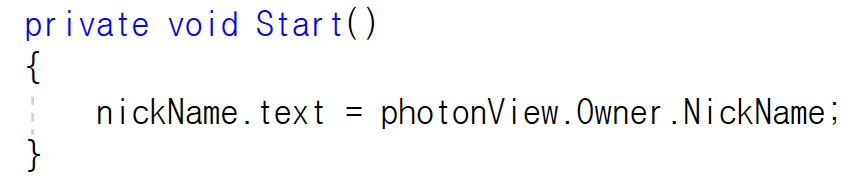 private void Start()
{
    nickName.text = photonView.Owner.NickName;
}